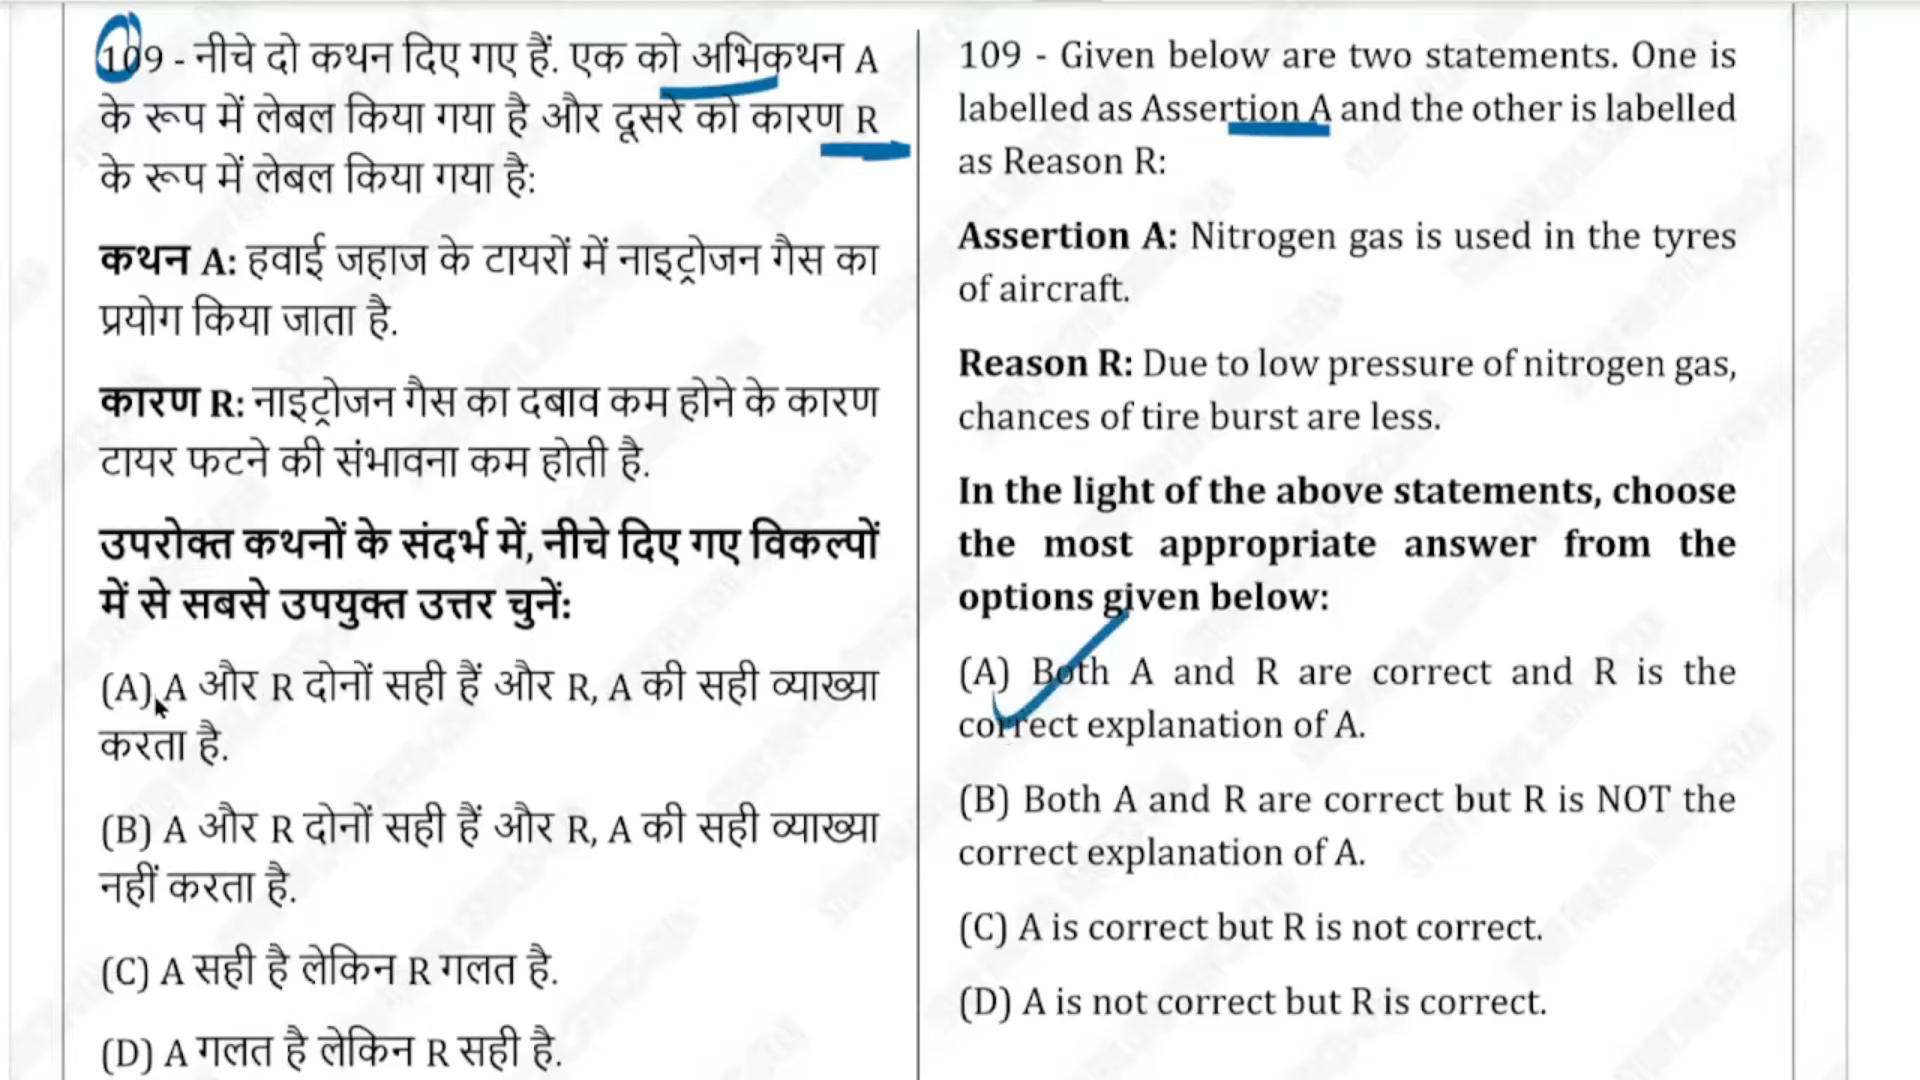 109 - नीचे दो कथन दिए गए हैं. एक को अभिकथन A
के रूप में लेबल किया गया है और दूसरे को कारण R
के रूप में लेबल किया गया है:
कथन A: हवाई जहाज के टायरों में नाइट्रोजन गैस का
प्रयोग किया जाता है.
कारण R: नाइट्रोजन गैस का दबाव कम होने के कारण
टायर फटने की संभावना कम होती है.
उपरोक्त कथनों के संदर्भ में, नीचे दिए गए विकल्पों
में से सबसे उपयुक्त उत्तर चुनें:
(A) A और R दोनों सही हैं और R, A की सही व्याख्या
करता है.
(B) A और R दोनों सही हैं और R, A की सही व्याख्या
नहीं करता है.
(C) A सही है लेकिन R गलत है.
(D) A गलत है लेकिन R सही है.
109 - Given below are two statements. One is
labelled as Assertion A and the other is labelled
as Reason R:
Assertion A: Nitrogen gas is used in the tyres
of aircraft.
Reason R: Due to low pressure of nitrogen gas,
chances of tire burst are less.
In the light of the above statements, choose
the most appropriate answer from the
options given below:
(A) Both A and R are correct and R is the
correct explanation of A.
(B) Both A and R are correct but R is NOT the
correct explanation of A.
(C) A is correct but R is not correct.
(D) A is not correct but R is correct.